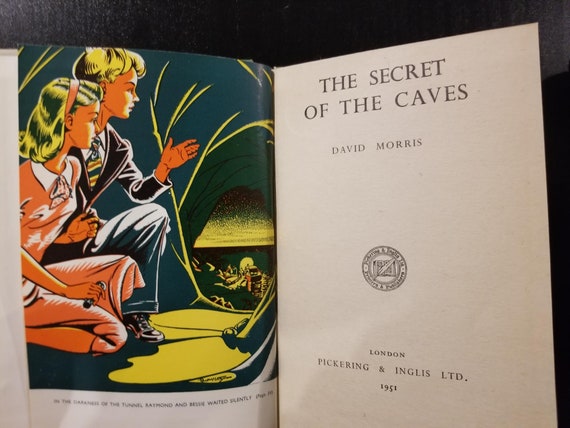 IN THE DARKNESS OF THE TUNNEL, RAYMOND AND BESSIE WAITED SILENTLY
THE SECRET
OF THE CAVES
DAVID MORRIS
LONDON
PICKERING & INGLIS LTD.
1951